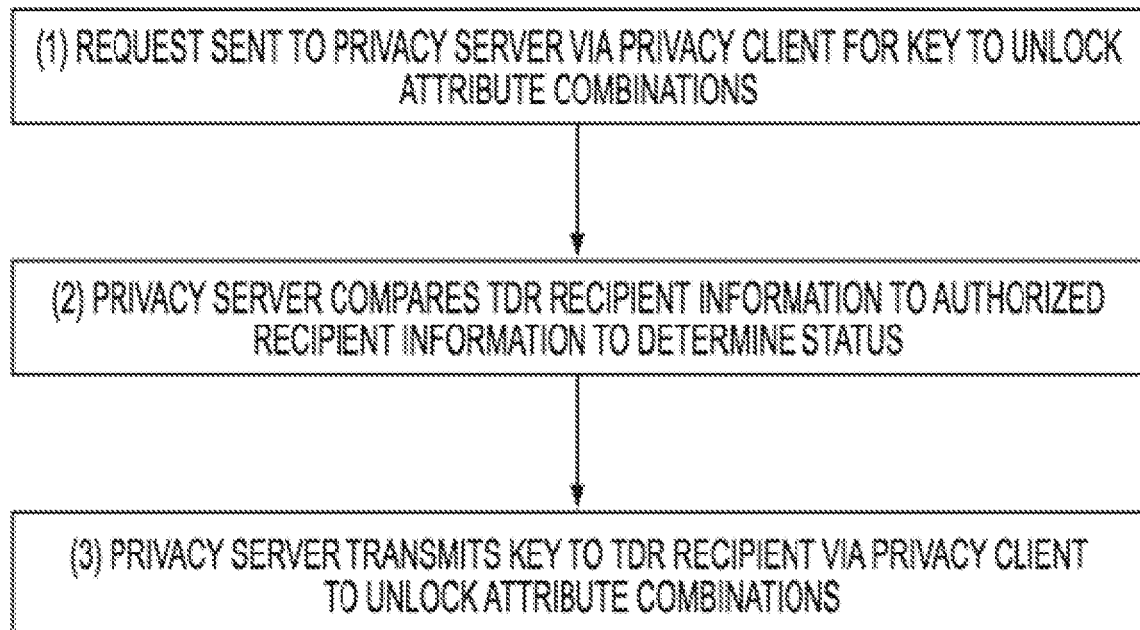 (1) REQUEST SENT TO PRIVACY SERVER VIA PRIVACY CLIENT FOR KEY TO UNLOCK
ATTRIBUTE COMBINATIONS
(2) PRIVACY SERVER COMPARES TDR RECIPIENT INFORMATION TO AUTHORIZED
RECIPIENT INFORMATION TO DETERMINE STATUS
(3) PRIVACY SERVER TRANSMITS KEY TO TDR RECIPIENT VIA PRIVACY CLIENT
TO UNLOCK ATTRIBUTE COMBINATIONS